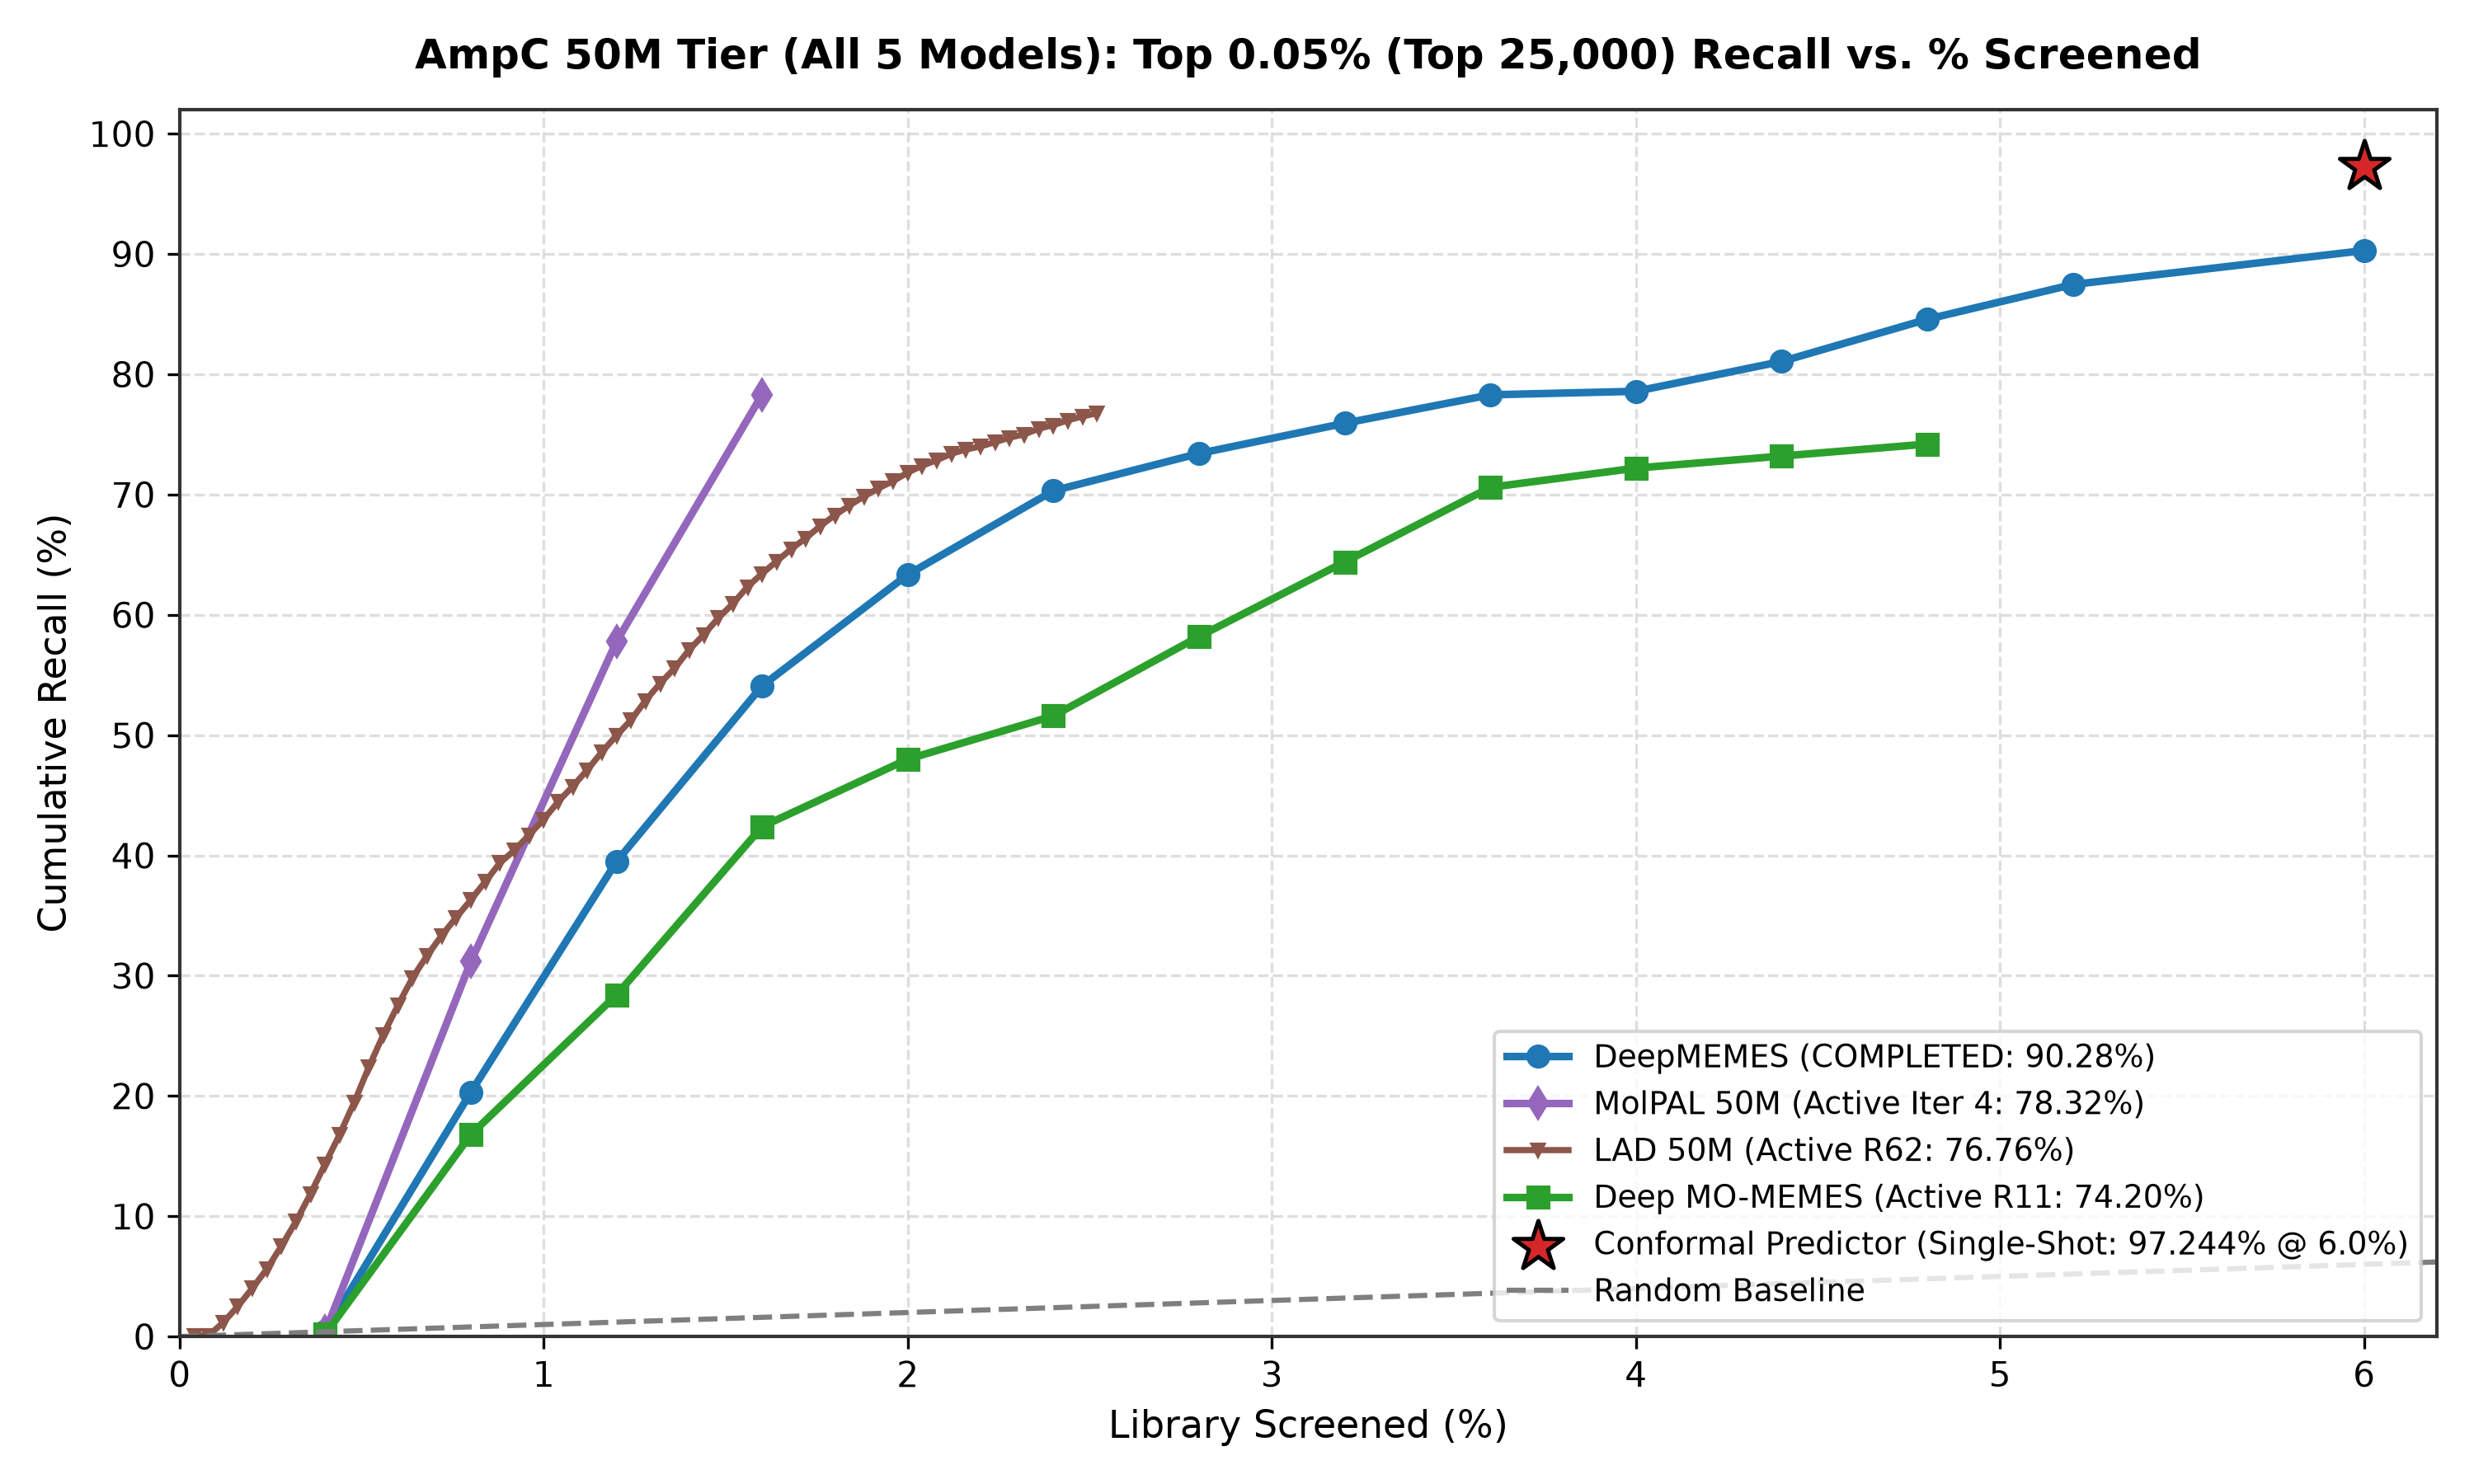 AmpC 50M Tier (All 5 Models): Top 0.05% (Top 25,000) Recall vs. % Screened
100
90
80
70
60
50
40
30
20
10
0
Cumulative Recall (%)
DeepMEMES (COMPLETED: 90.28%)
MolPAL 50M (Active Iter 4: 78.32%)
LAD 50M (Active R62: 76.76%)
Deep MO-MEMES (Active R11: 74.20%)
Conformal Predictor (Single-Shot: 97.244% @ 6.0%)
Random Baseline
0 1 2 3 4 5 6
Library Screened (%)